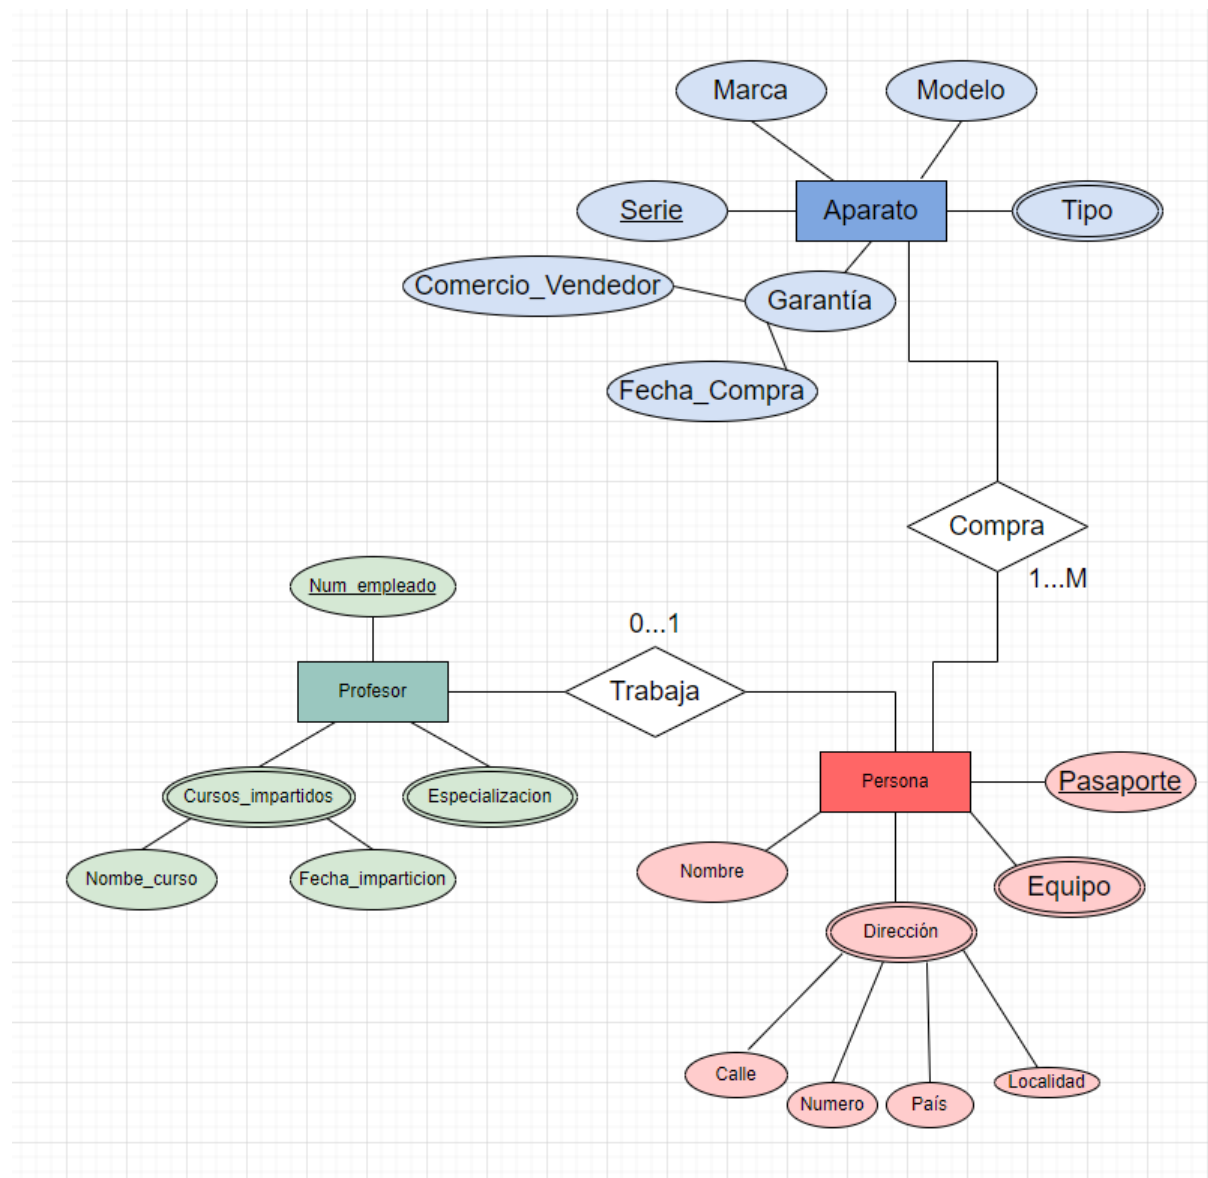 Marca
Modelo
Serie
Aparato
Tipo
Comercio_Vendedor
Garantía
Fecha_Compra
Compra
1...M
Num_empleado
0...1
Profesor
Trabaja
Persona
Pasaporte
Cursos_impartidos
Especializacion
Nombre
Equipo
Nombe_curso
Fecha_imparticion
Dirección
Calle
Numero
País
Localidad